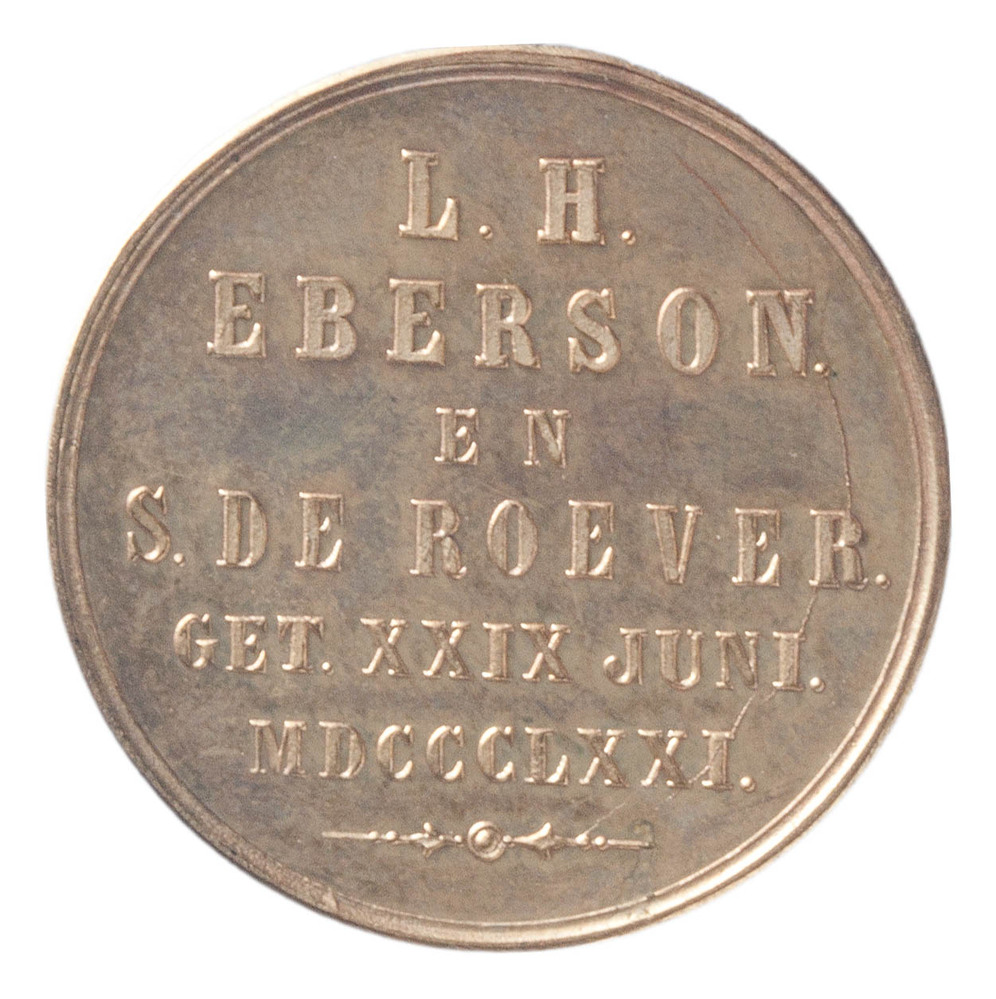 L. H.
EBERSON.
EN
S. DE ROEVER.
GET. XXIX JUNI.
MDCCCLXXI.